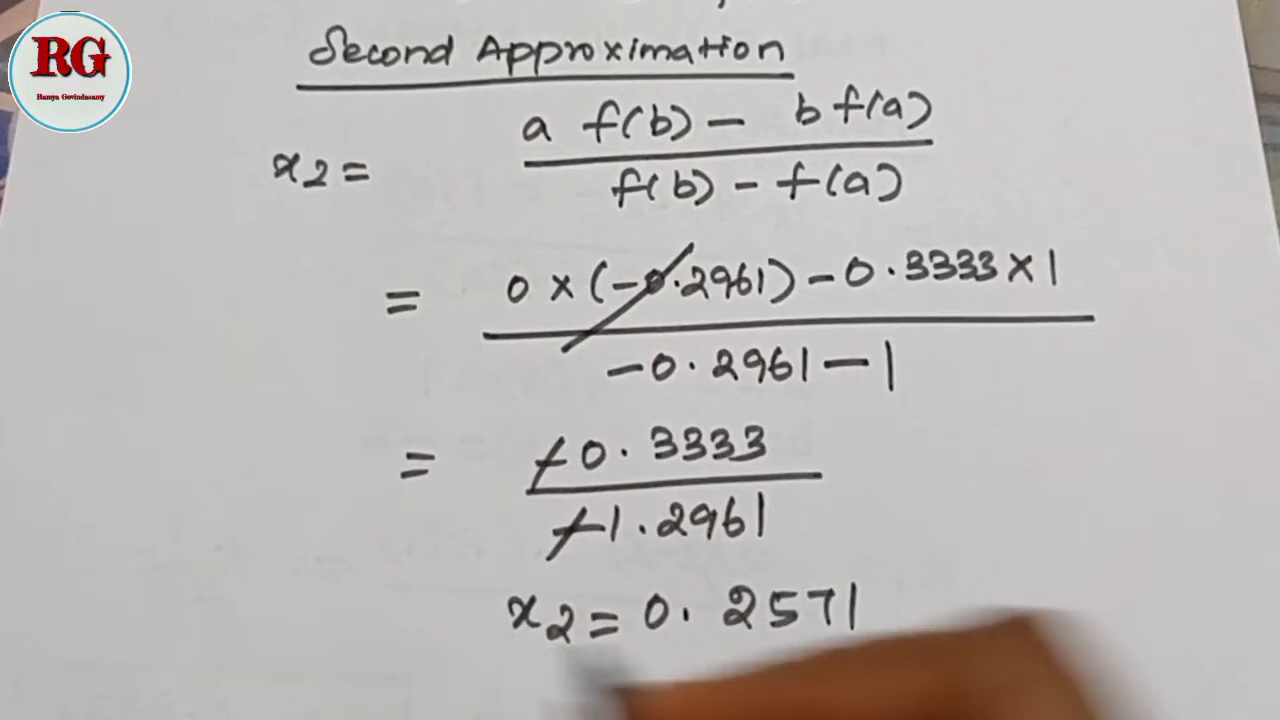 RG
Ramya Govindasamy
Second Approximation
x2 = a f(b) - b f(a) / f(b) - f(a)
= 0 × (-0.2961) - 0.3333 × 1 / -0.2961 - 1
= -0.3333 / -1.2961
x2 = 0.2571